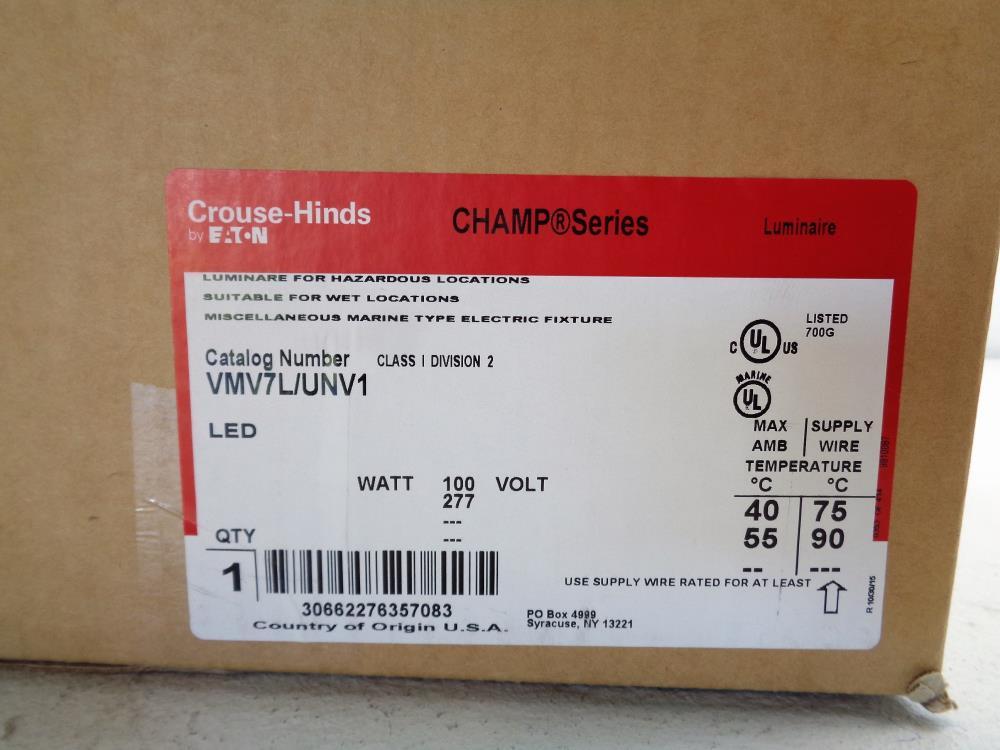 Crouse-Hinds
by EATON
CHAMP®Series
Luminaire
LUMINARE FOR HAZARDOUS LOCATIONS
SUITABLE FOR WET LOCATIONS
MISCELLANEOUS MARINE TYPE ELECTRIC FIXTURE
Catalog Number CLASS I DIVISION 2
VMV7L/UNV1
LED
C UL US
LISTED
700G
MARINE
UL
MAX SUPPLY
AMB WIRE
TEMPERATURE
°C °C
40 75
55 90
-- ---
WATT 100 VOLT
277
---
---
QTY
1
30662276357083
Country of Origin U.S.A.
PO Box 4999
Syracuse, NY 13221
USE SUPPLY WIRE RATED FOR AT LEAST
R 10/30/15